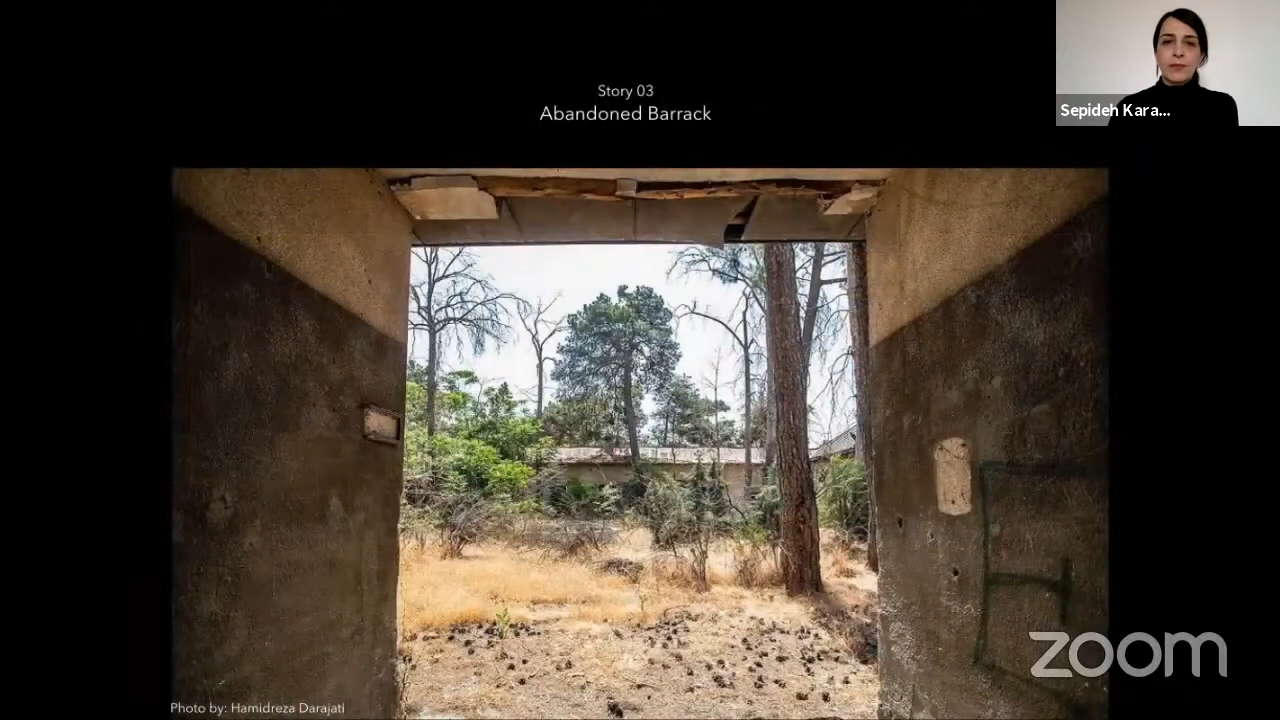 Story 03
Abandoned Barrack
Sepideh Kara...
zoom
Photo by: Hamidreza Darajati